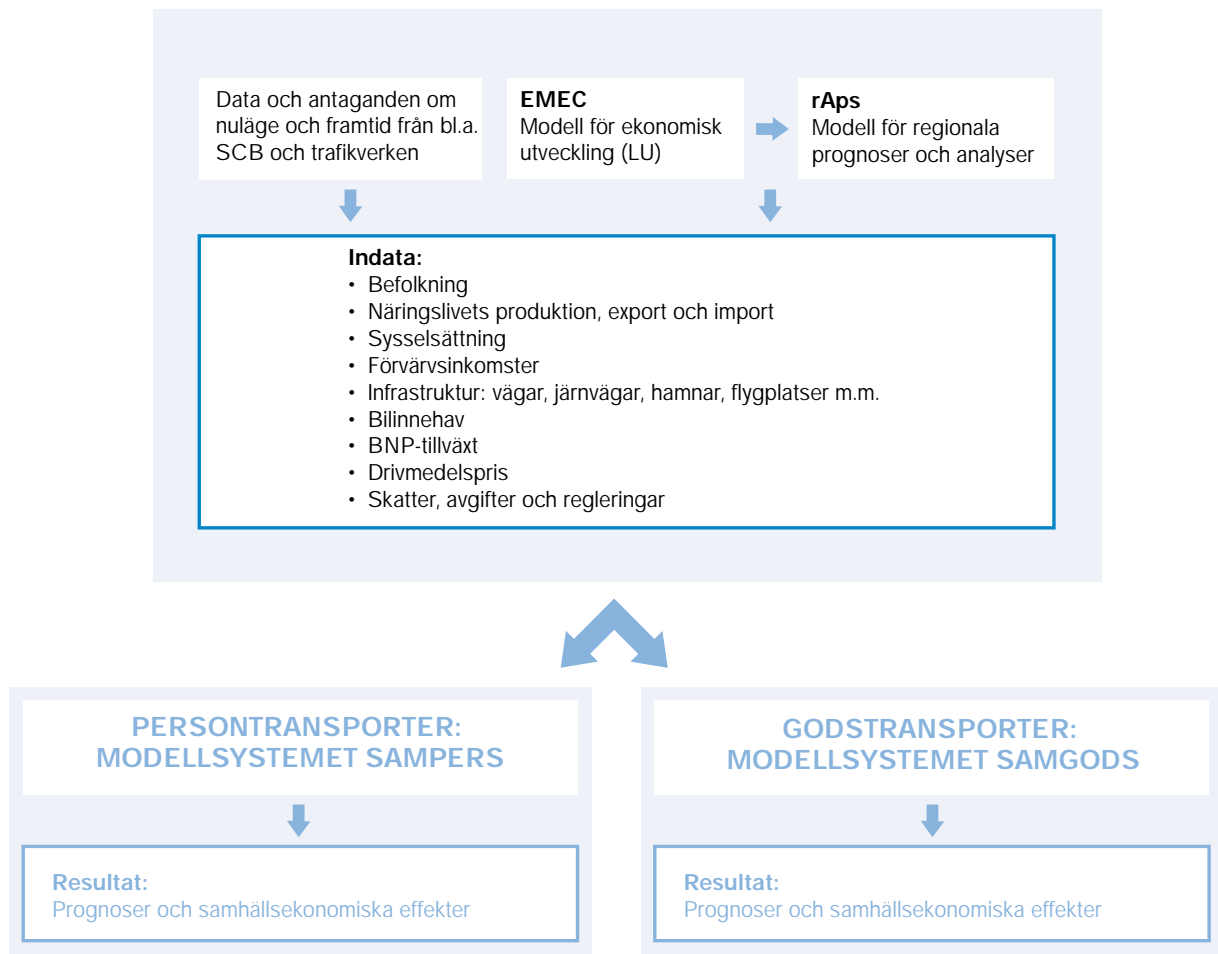 Data och antaganden om
nuläge och framtid från bl.a.
SCB och trafikverken
EMEC
Modell för ekonomisk
utveckling (LU)
rAps
Modell för regionala
prognoser och analyser
Indata:
• Befolkning
• Näringslivets produktion, export och import
• Sysselsättning
• Förvärvsinkomster
• Infrastruktur: vägar, järnvägar, hamnar, flygplatser m.m.
• Bilinnehav
• BNP-tillväxt
• Drivmedelspris
• Skatter, avgifter och regleringar
PERSONTRANSPORTER:
MODELLSYSTEMET SAMPERS
Resultat:
Prognoser och samhällsekonomiska effekter
GODSTRANSPORTER:
MODELLSYSTEMET SAMGODS
Resultat:
Prognoser och samhällsekonomiska effekter